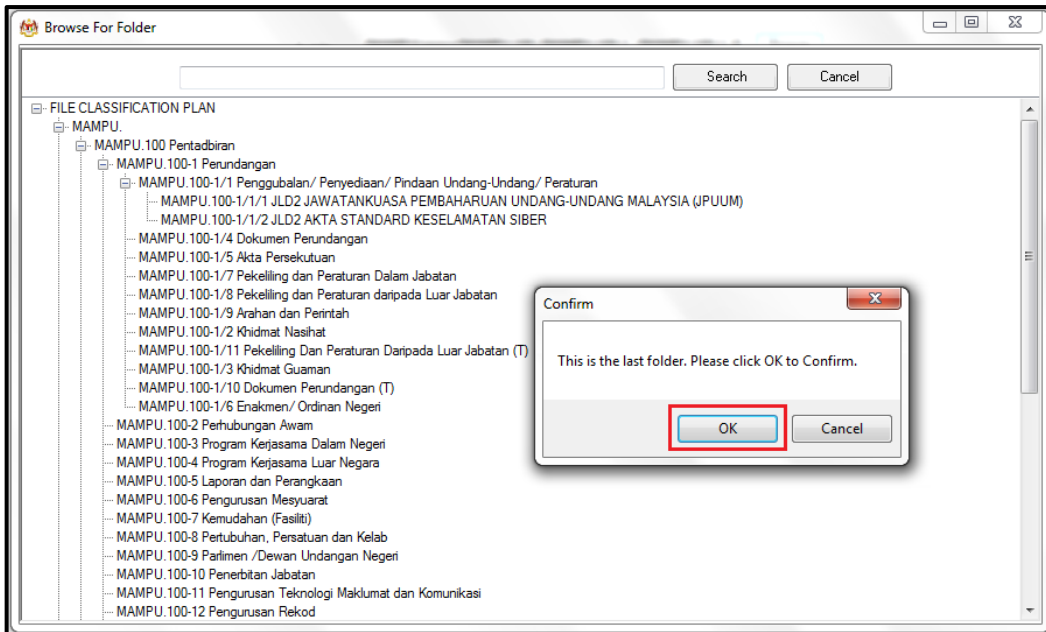 Browse For Folder
Search Cancel
FILE CLASSIFICATION PLAN
MAMPU.
MAMPU.100 Pentadbiran
MAMPU.100-1 Perundangan
MAMPU.100-1/1 Penggubalan/ Penyediaan/ Pindaan Undang-Undang/ Peraturan
MAMPU.100-1/1/1 JLD2 JAWATANKUASA PEMBAHARUAN UNDANG-UNDANG MALAYSIA (JPUUM)
MAMPU.100-1/1/2 JLD2 AKTA STANDARD KESELAMATAN SIBER
MAMPU.100-1/4 Dokumen Perundangan
MAMPU.100-1/5 Akta Persekutuan
MAMPU.100-1/7 Pekeliling dan Peraturan Dalam Jabatan
MAMPU.100-1/8 Pekeliling dan Peraturan daripada Luar Jabatan
MAMPU.100-1/9 Arahan dan Perintah
MAMPU.100-1/2 Khidmat Nasihat
MAMPU.100-1/11 Pekeliling Dan Peraturan Daripada Luar Jabatan (T)
MAMPU.100-1/3 Khidmat Guaman
MAMPU.100-1/10 Dokumen Perundangan (T)
MAMPU.100-1/6 Enakmen/ Ordinan Negeri
MAMPU.100-2 Perhubungan Awam
MAMPU.100-3 Program Kerjasama Dalam Negeri
MAMPU.100-4 Program Kerjasama Luar Negara
MAMPU.100-5 Laporan dan Perangkaan
MAMPU.100-6 Pengurusan Mesyuarat
MAMPU.100-7 Kemudahan (Fasiliti)
MAMPU.100-8 Pertubuhan, Persatuan dan Kelab
MAMPU.100-9 Parlimen /Dewan Undangan Negeri
MAMPU.100-10 Penerbitan Jabatan
MAMPU.100-11 Pengurusan Teknologi Maklumat dan Komunikasi
MAMPU.100-12 Pengurusan Rekod
Confirm
This is the last folder. Please click OK to Confirm.
OK Cancel